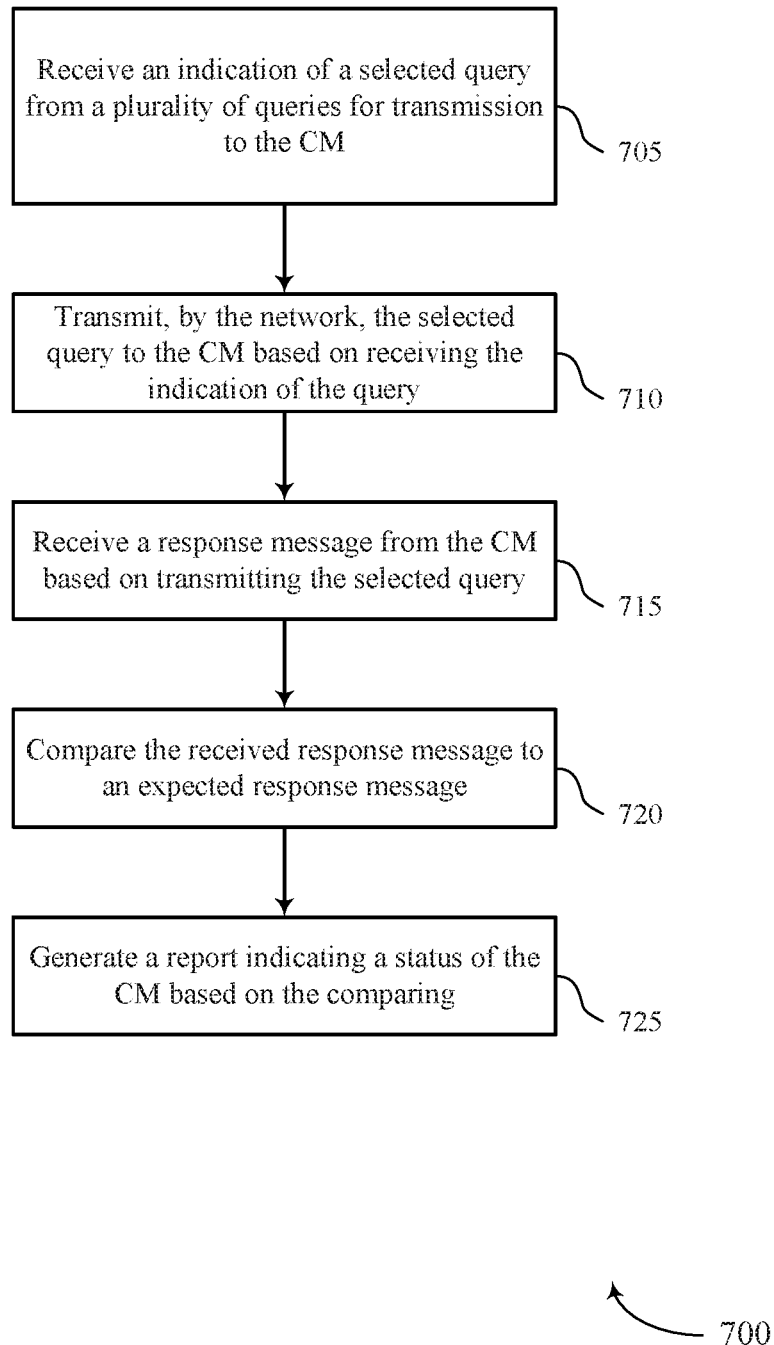 Receive an indication of a selected query
from a plurality of queries for transmission
to the CM
705
Transmit, by the network, the selected
query to the CM based on receiving the
indication of the query
710
Receive a response message from the CM
based on transmitting the selected query
715
Compare the received response message to
an expected response message
720
Generate a report indicating a status of the
CM based on the comparing
725
700